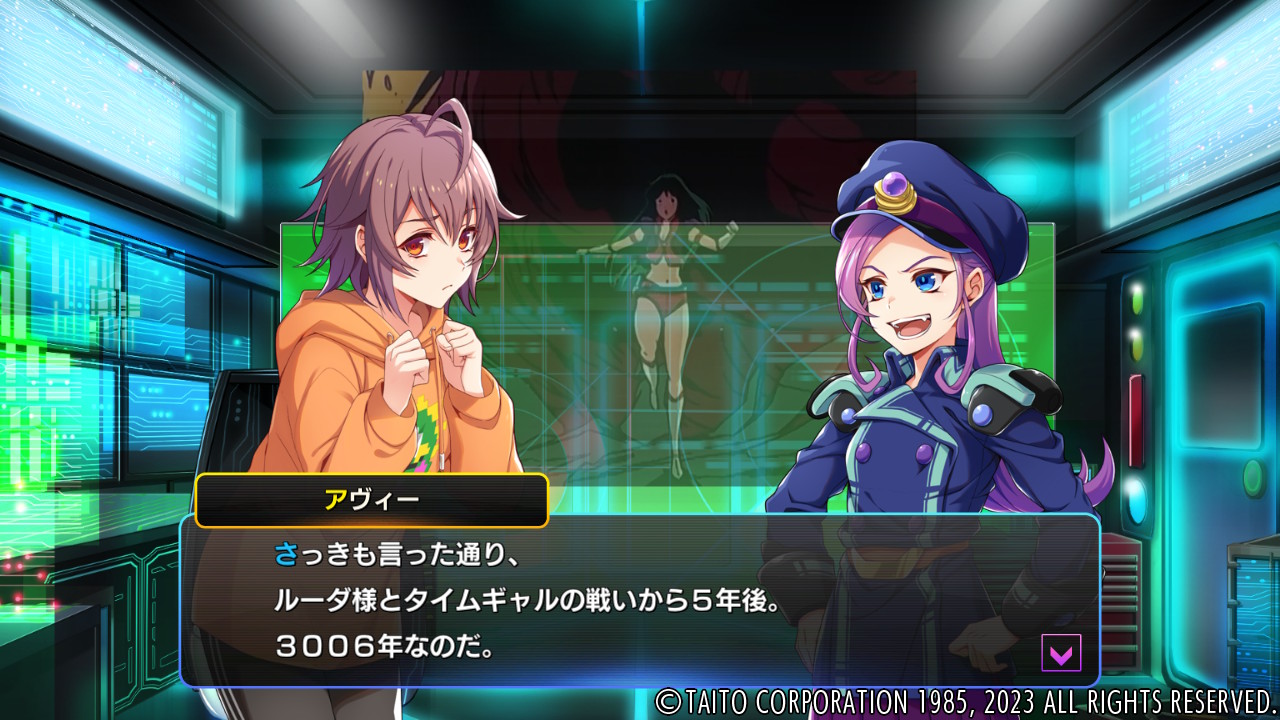 アヴィー
さっきも言った通り、
ルーダ様とタイムギャルの戦いから５年後。
３００６年なのだ。
©TAITO CORPORATION 1985, 2023 ALL RIGHTS RESERVED.